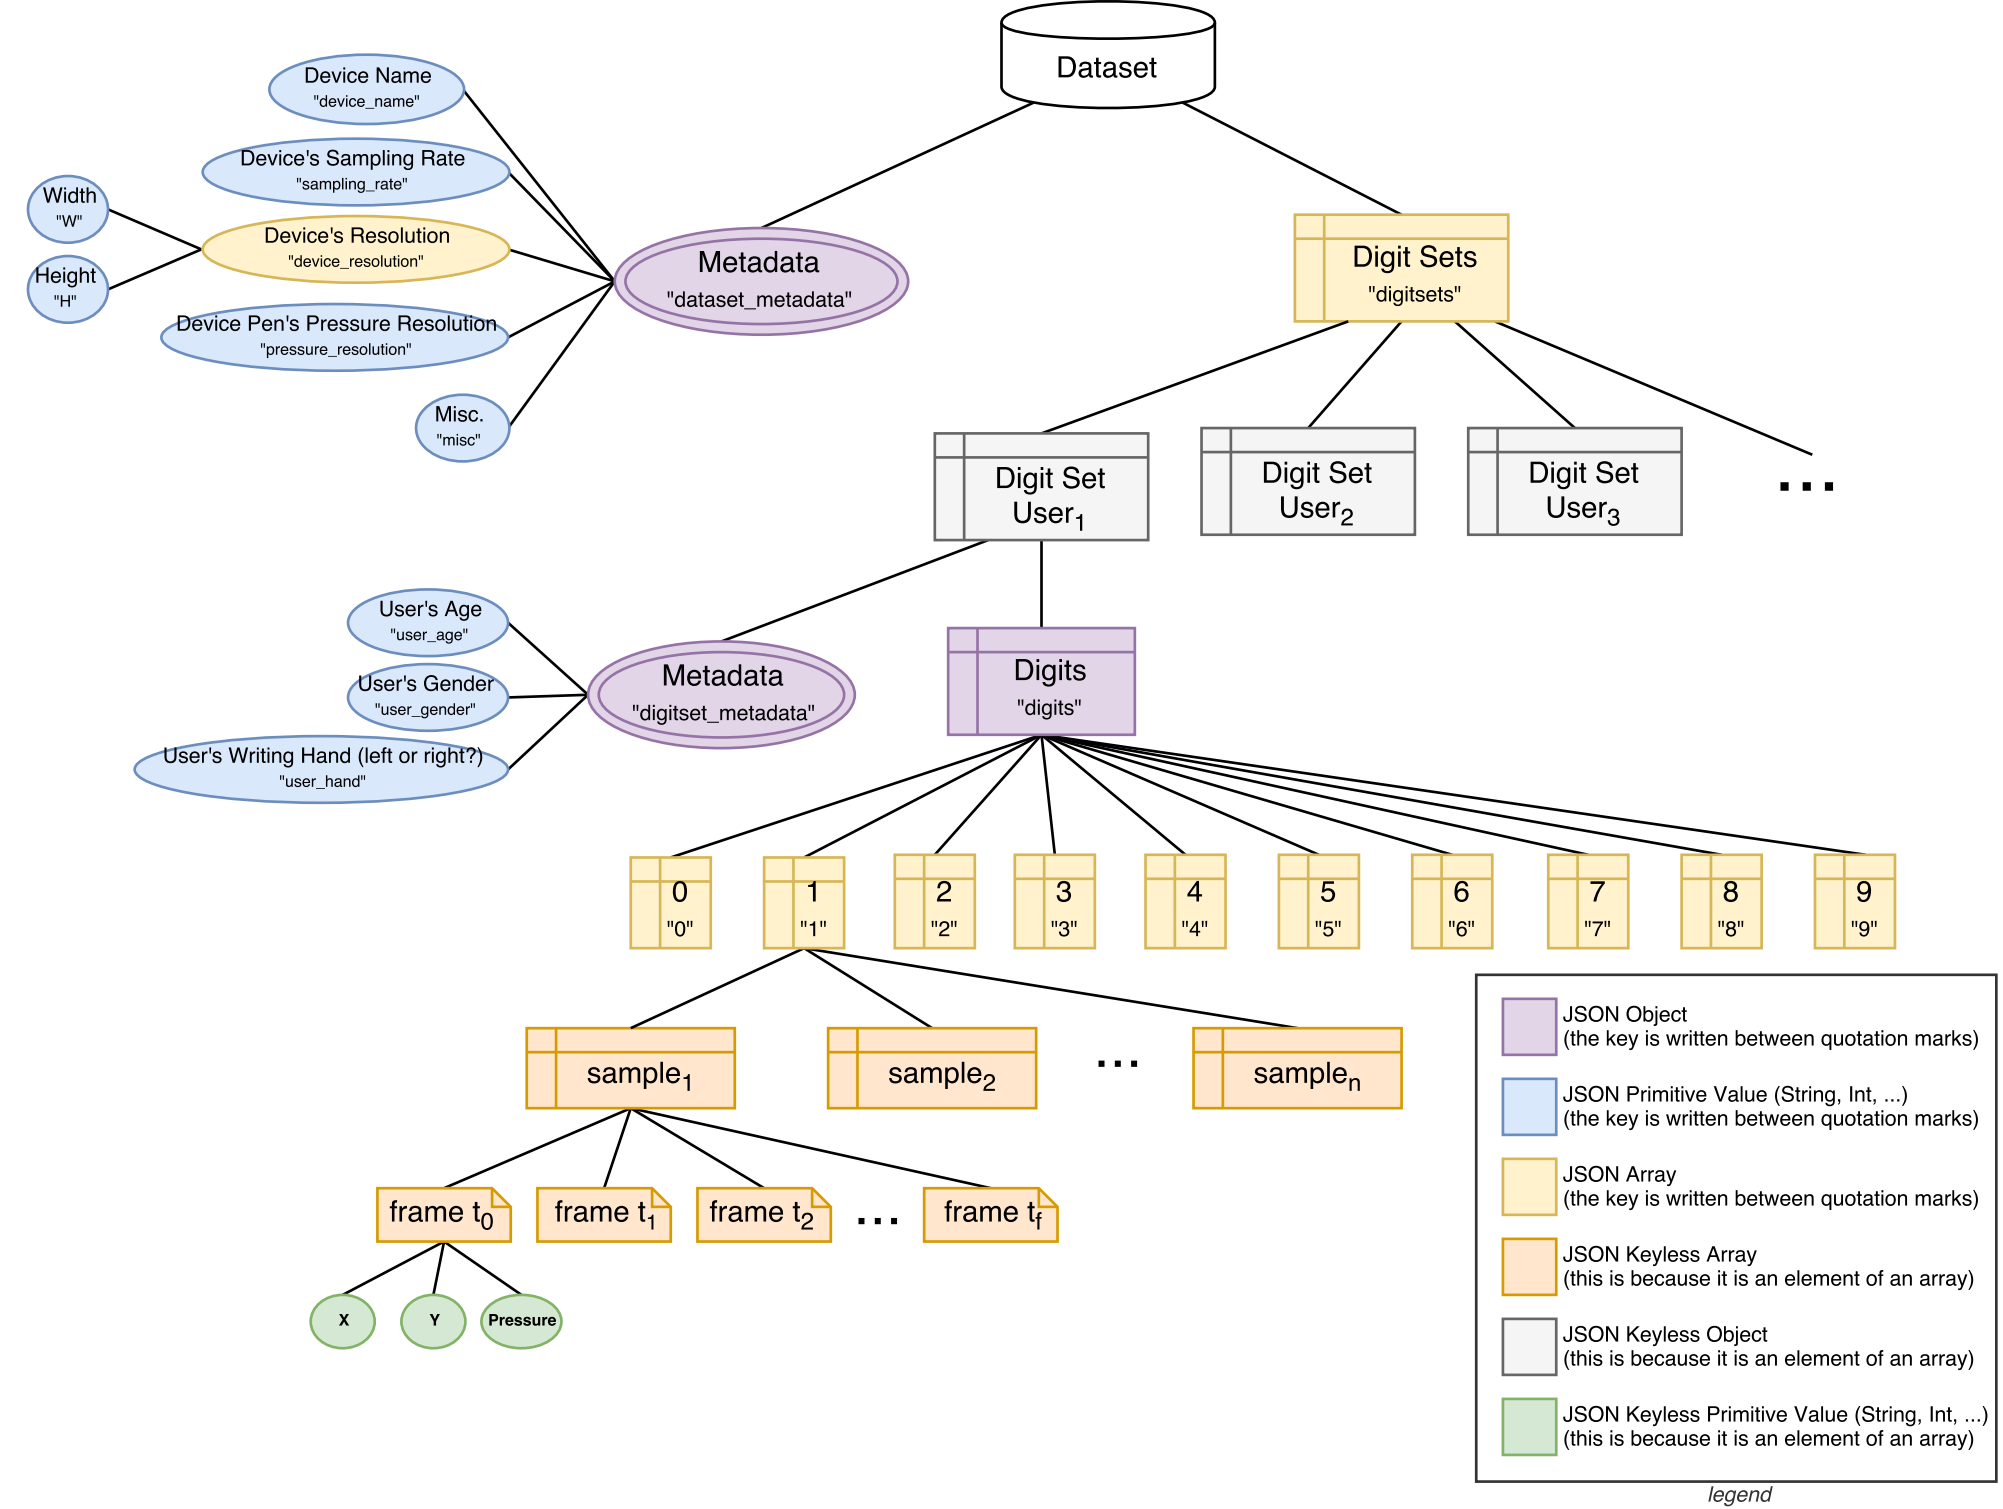 Dataset
Device Name
"device_name"
Device's Sampling Rate
"sampling_rate"
Width
"W"
Device's Resolution
"device_resolution"
Height
"H"
Device Pen's Pressure Resolution
"pressure_resolution"
Misc.
"misc"
Metadata
"dataset_metadata"
Digit Sets
"digitsets"
Digit Set
User1
Digit Set
User2
Digit Set
User3
...
User's Age
"user_age"
User's Gender
"user_gender"
User's Writing Hand (left or right?)
"user_hand"
Metadata
"digitset_metadata"
Digits
"digits"
0
"0"
1
"1"
2
"2"
3
"3"
4
"4"
5
"5"
6
"6"
7
"7"
8
"8"
9
"9"
sample1
sample2
...
samplen
frame t0
frame t1
frame t2
...
frame tf
X
Y
Pressure
JSON Object
(the key is written between quotation marks)
JSON Primitive Value (String, Int, ...)
(the key is written between quotation marks)
JSON Array
(the key is written between quotation marks)
JSON Keyless Array
(this is because it is an element of an array)
JSON Keyless Object
(this is because it is an element of an array)
JSON Keyless Primitive Value (String, Int, ...)
(this is because it is an element of an array)
legend